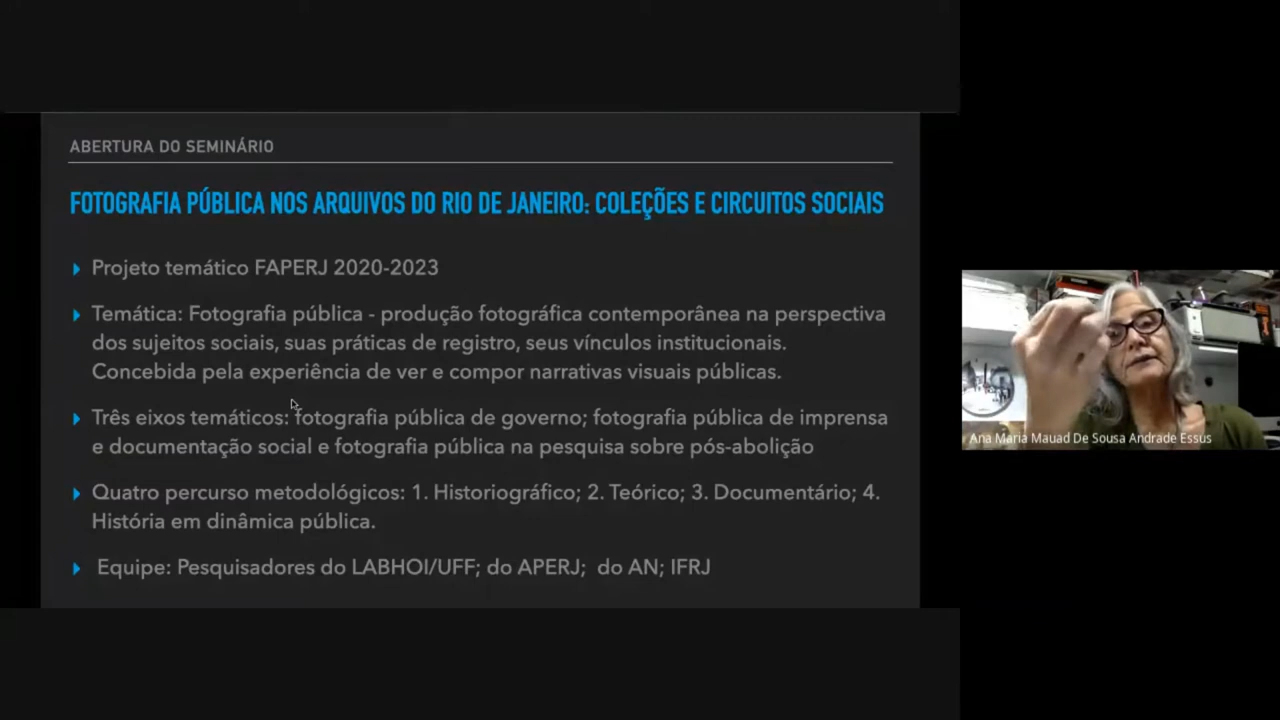 ABERTURA DO SEMINÁRIO
FOTOGRAFIA PÚBLICA NOS ARQUIVOS DO RIO DE JANEIRO: COLEÇÕES E CIRCUITOS SOCIAIS
Projeto temático FAPERJ 2020-2023
Temática: Fotografia pública - produção fotográfica contemporânea na perspectiva
dos sujeitos sociais, suas práticas de registro, seus vínculos institucionais.
Concebida pela experiência de ver e compor narrativas visuais públicas.
Três eixos temáticos: fotografia pública de governo; fotografia pública de imprensa
e documentação social e fotografia pública na pesquisa sobre pós-abolição
Quatro percurso metodológicos: 1. Historiográfico; 2. Teórico; 3. Documentário; 4.
História em dinâmica pública.
Equipe: Pesquisadores do LABHOI/UFF; do APERJ; do AN; IFRJ
Ana Maria Mauad De Sousa Andrade Essus